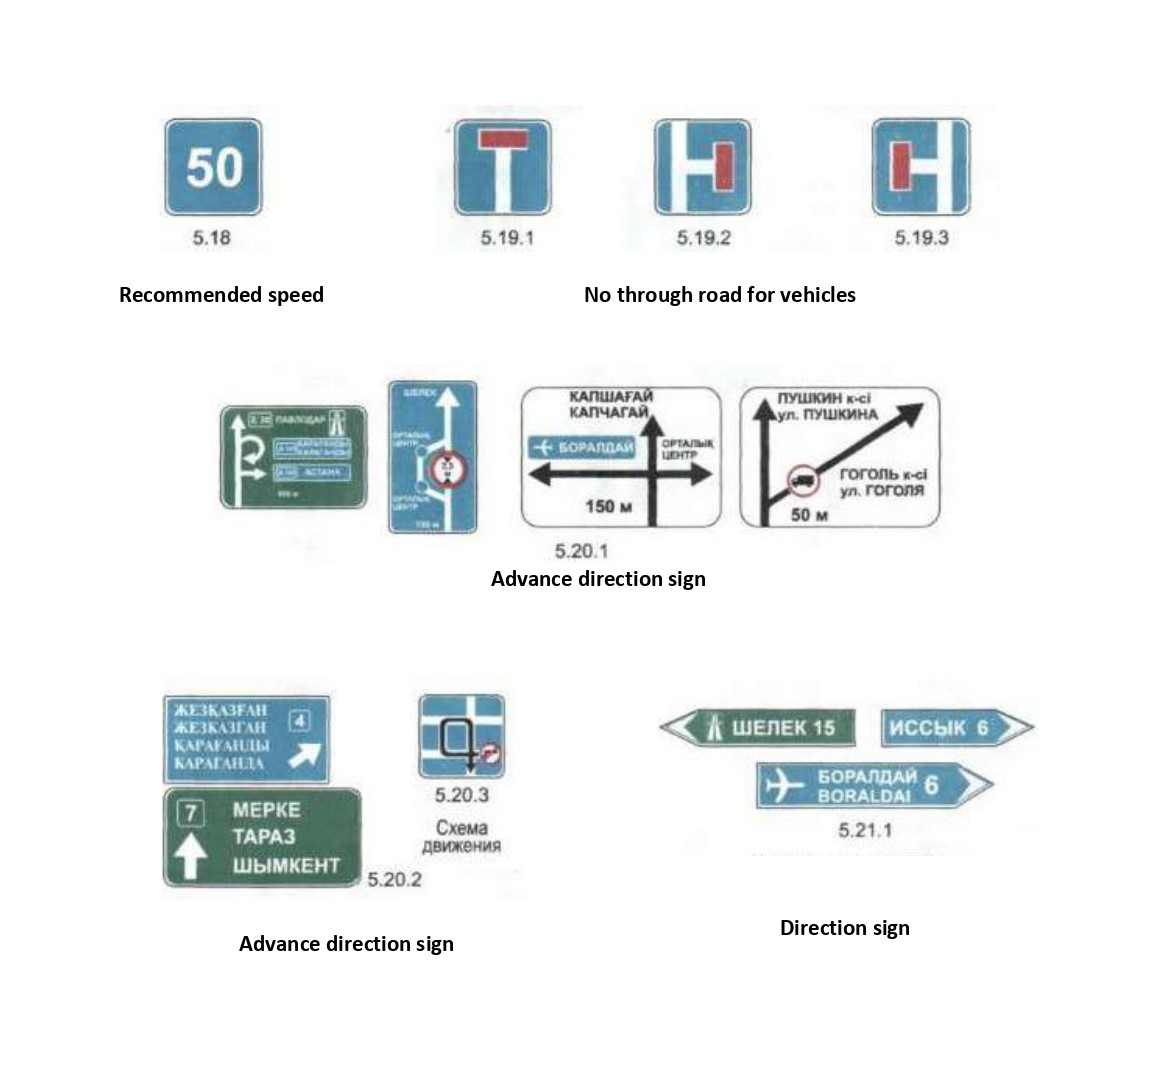 50
5.18
5.19.1
5.19.2
5.19.3
Recommended speed
No through road for vehicles
E 38 ПАВЛОДАР
ҚАРАҒАНДЫ
КАРАГАНДЫ
АСТАНА
ШЕЛЕК
ОРТАЛЫҚ
ЦЕНТР
ОРТАЛЫҚ
ЦЕНТР
150 м
КАПШАҒАЙ
КАПЧАГАЙ
БОРАЛДАЙ
ОРТАЛЫҚ
ЦЕНТР
150 м
ПУШКИН к-сі
ул. ПУШКИНА
ГОГОЛЬ к-сі
ул. ГОГОЛЯ
50 м
5.20.1
Advance direction sign
ЖЕЗҚАЗҒАН
ЖЕЗКАЗГАН
ҚАРАҒАНДЫ
КАРАГАНДА
4
7
МЕРКЕ
ТАРАЗ
ШЫМКЕНТ
5.20.2
5.20.3
Схема
движения
Advance direction sign
ШЕЛЕК 15
ИССЫК 6
БОРАЛДАЙ
BORALDAI
6
5.21.1
Direction sign